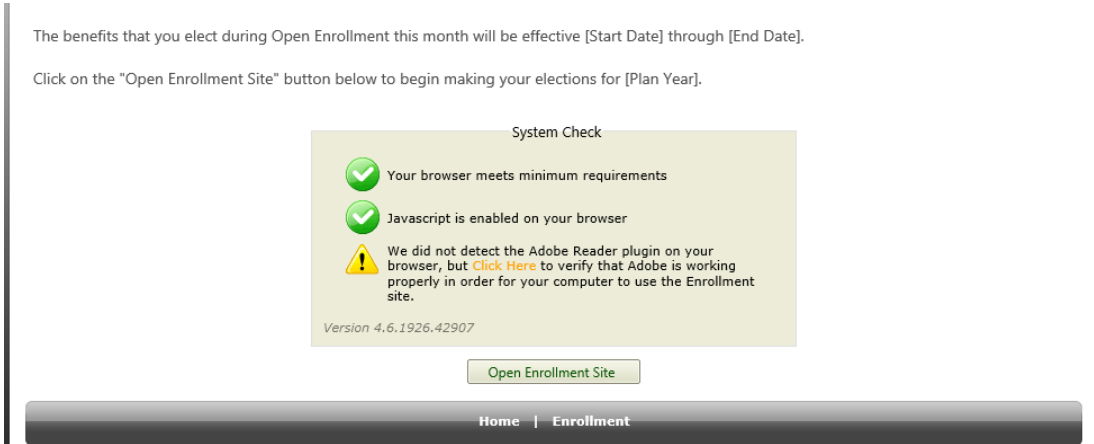 The benefits that you elect during Open Enrollment this month will be effective [Start Date] through [End Date].
Click on the "Open Enrollment Site" button below to begin making your elections for [Plan Year].
System Check
Your browser meets minimum requirements
Javascript is enabled on your browser
We did not detect the Adobe Reader plugin on your
browser, but Click Here to verify that Adobe is working
properly in order for your computer to use the Enrollment
site.
Version 4.6.1926.42907
Open Enrollment Site
Home | Enrollment